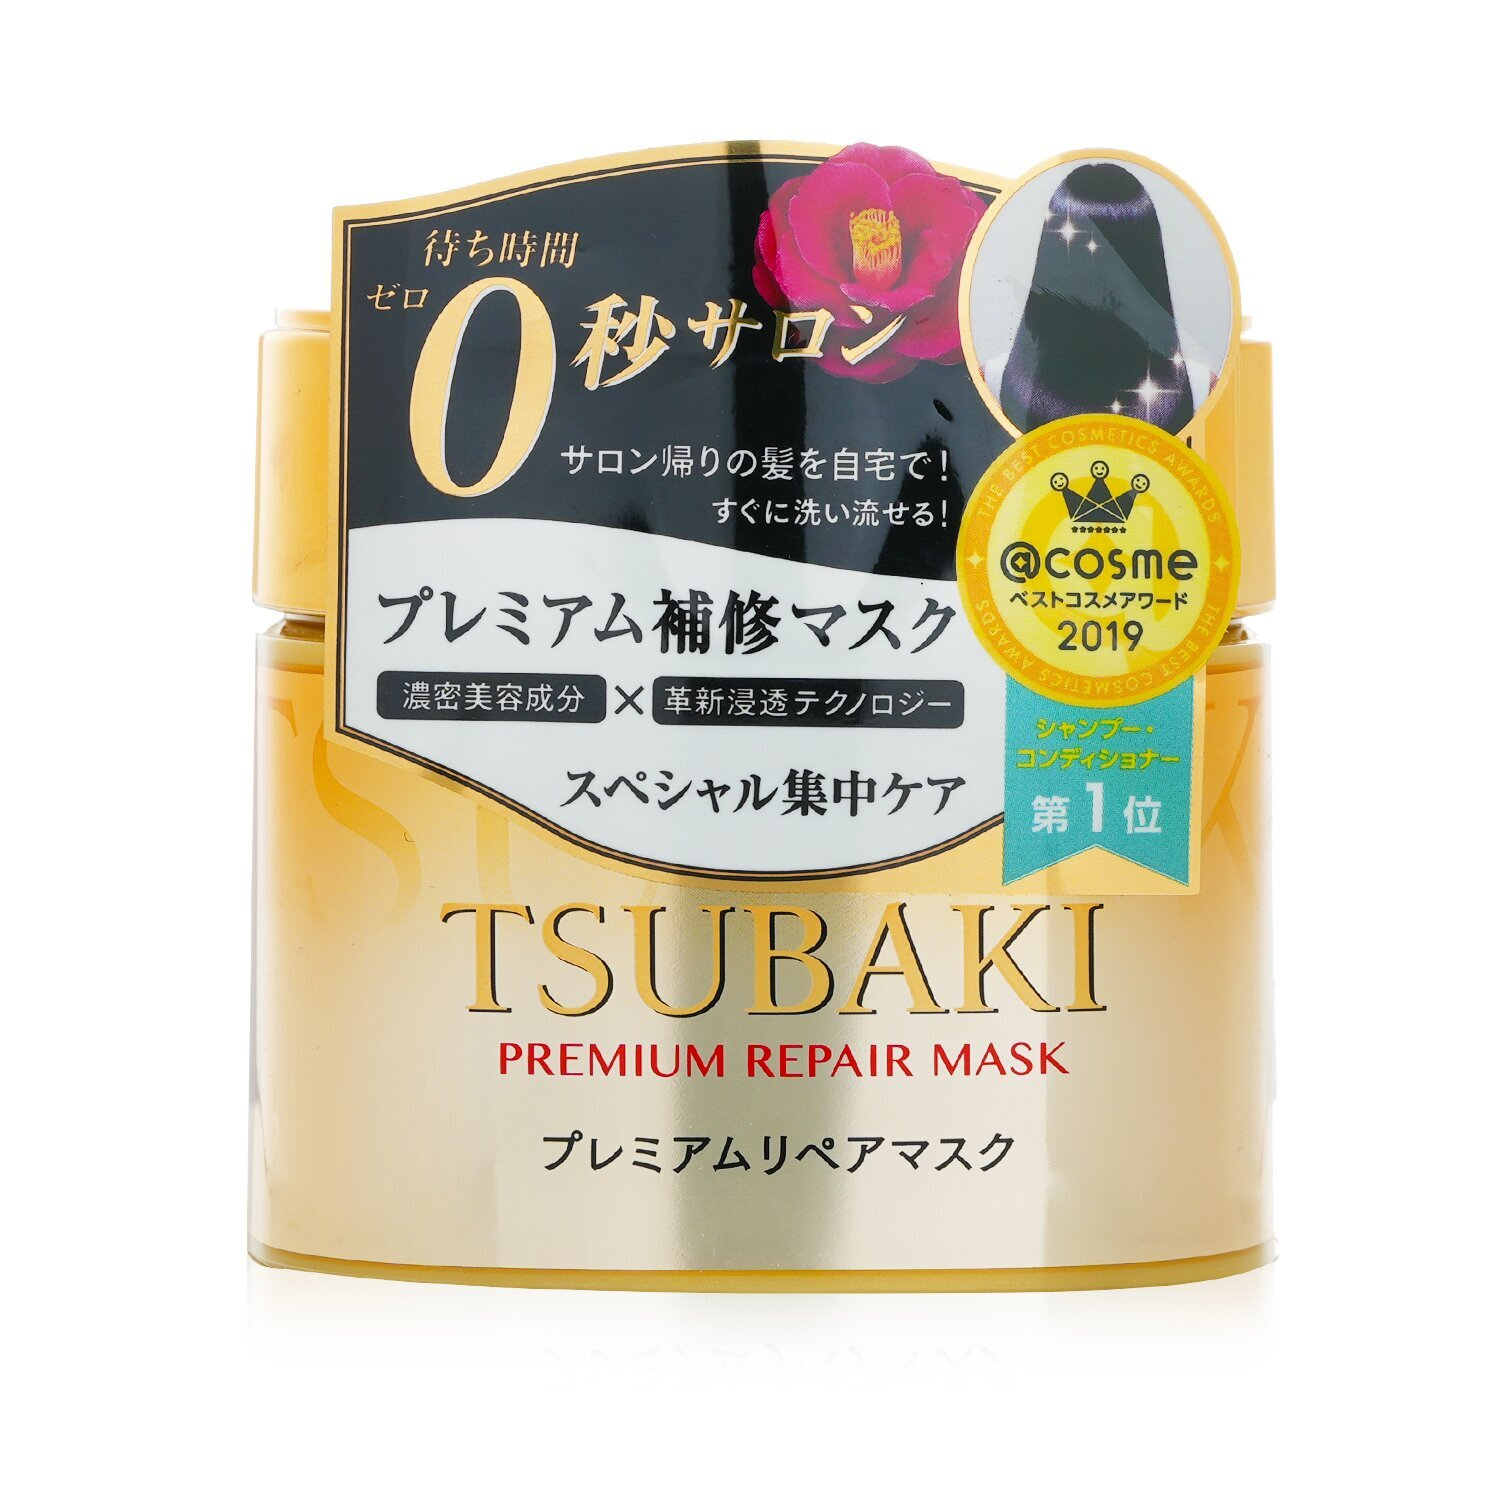 待ち時間
ゼロ
0秒サロン
サロン帰りの髪を自宅で!
すぐに洗い流せる!
プレミアム補修マスク
濃密美容成分×革新浸透テクノロジー
スペシャル集中ケア
THE BEST COSMETICS AWARDS
@cosme
ベストコスメアワード
2019
THE BEST COSMETICS AWARDS
シャンプー・
コンディショナー
第1位
TSUBAKI
PREMIUM REPAIR MASK
プレミアムリペアマスク